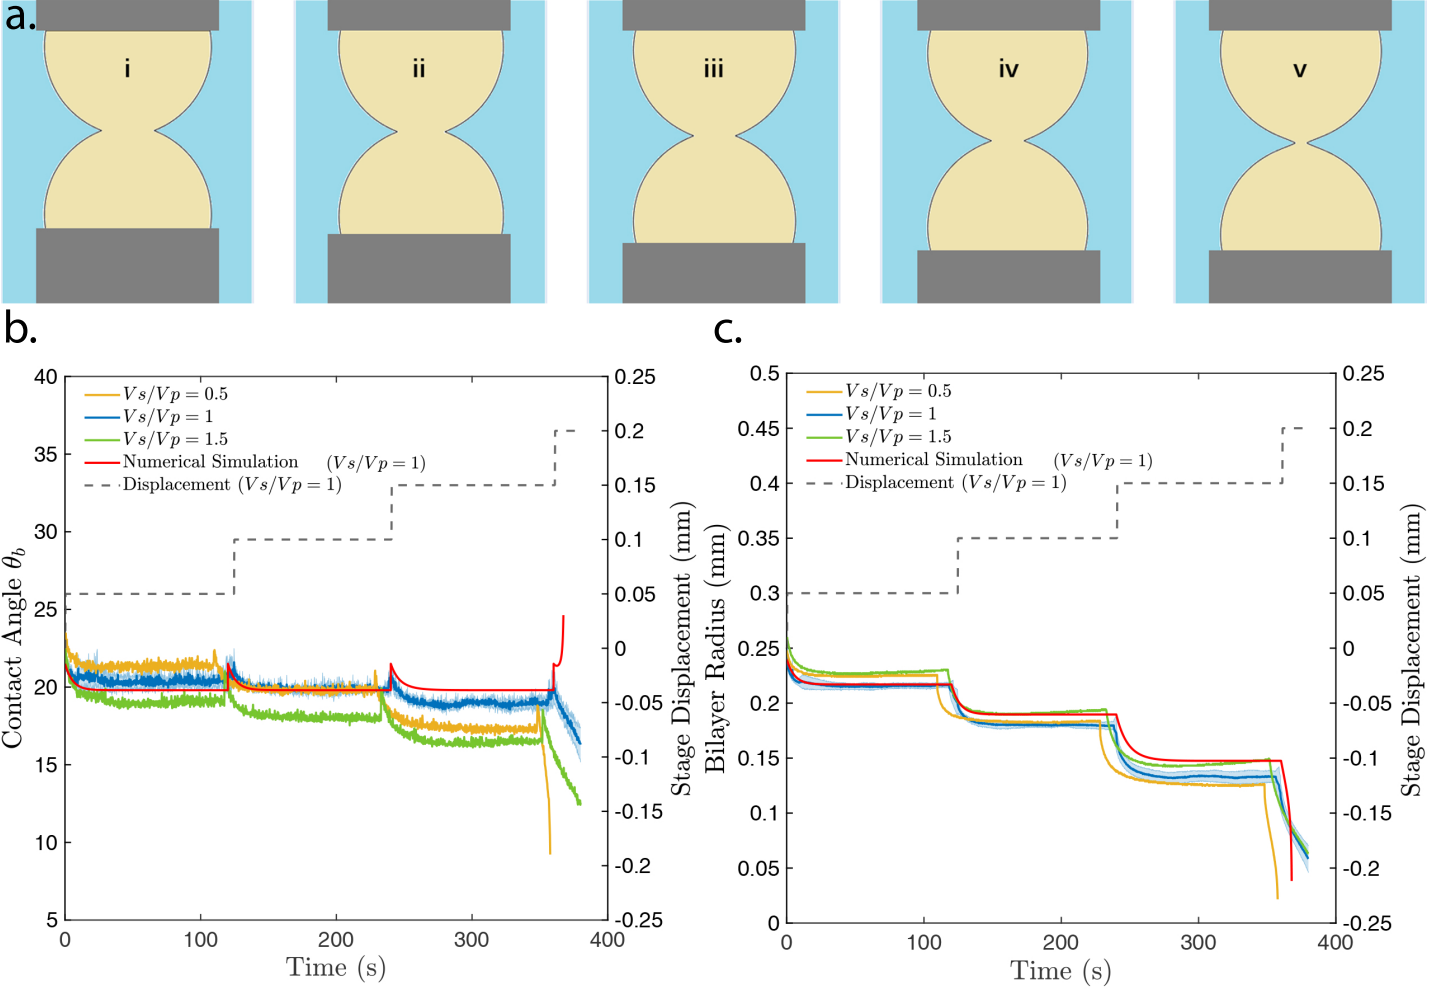 a.
i
ii
iii
iv
v
b.
40
35
30
25
20
15
10
5
Contact Angle θb
Vs/Vp = 0.5
Vs/Vp = 1
Vs/Vp = 1.5
Numerical Simulation (Vs/Vp = 1)
Displacement (Vs/Vp = 1)
0.25
0.2
0.15
0.1
0.05
0
-0.05
-0.1
-0.15
-0.2
-0.25
Stage Displacement (mm)
0 100 200 300 400
Time (s)
c.
0.5
0.45
0.4
0.35
0.3
0.25
0.2
0.15
0.1
0.05
0
Bilayer Radius (mm)
Vs/Vp = 0.5
Vs/Vp = 1
Vs/Vp = 1.5
Numerical Simulation (Vs/Vp = 1)
Displacement (Vs/Vp = 1)
0.25
0.2
0.15
0.1
0.05
0
-0.05
-0.1
-0.15
-0.2
-0.25
Stage Displacement (mm)
0 100 200 300 400
Time (s)